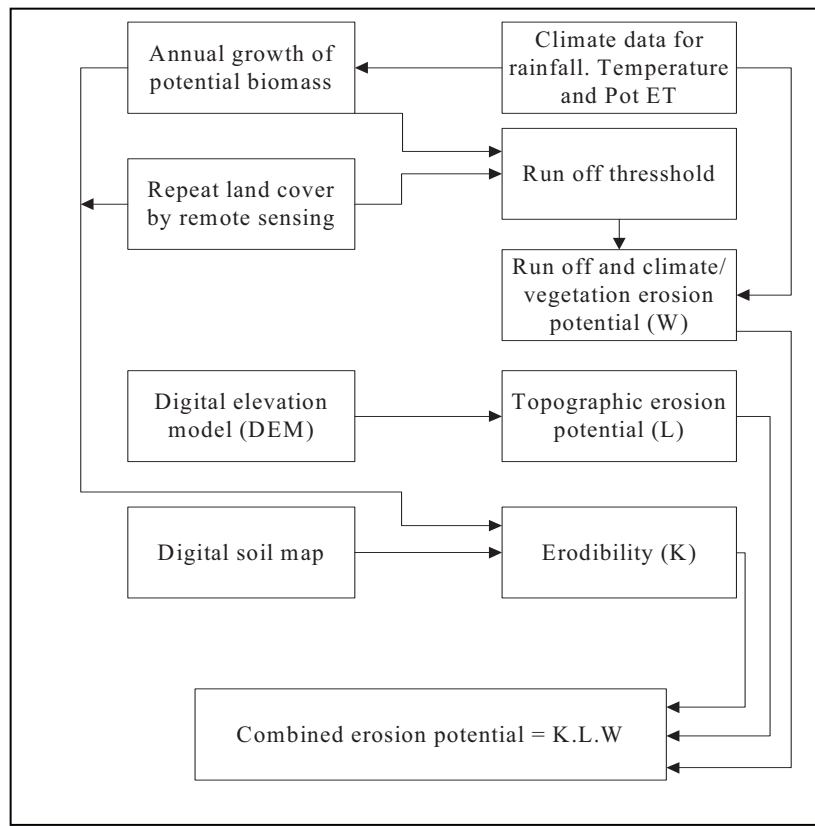 Annual growth of
potential biomass
Climate data for
rainfall. Temperature
and Pot ET
Repeat land cover
by remote sensing
Run off thresshold
Run off and climate/
vegetation erosion
potential (W)
Digital elevation
model (DEM)
Topographic erosion
potential (L)
Digital soil map
Erodibility (K)
Combined erosion potential = K.L.W